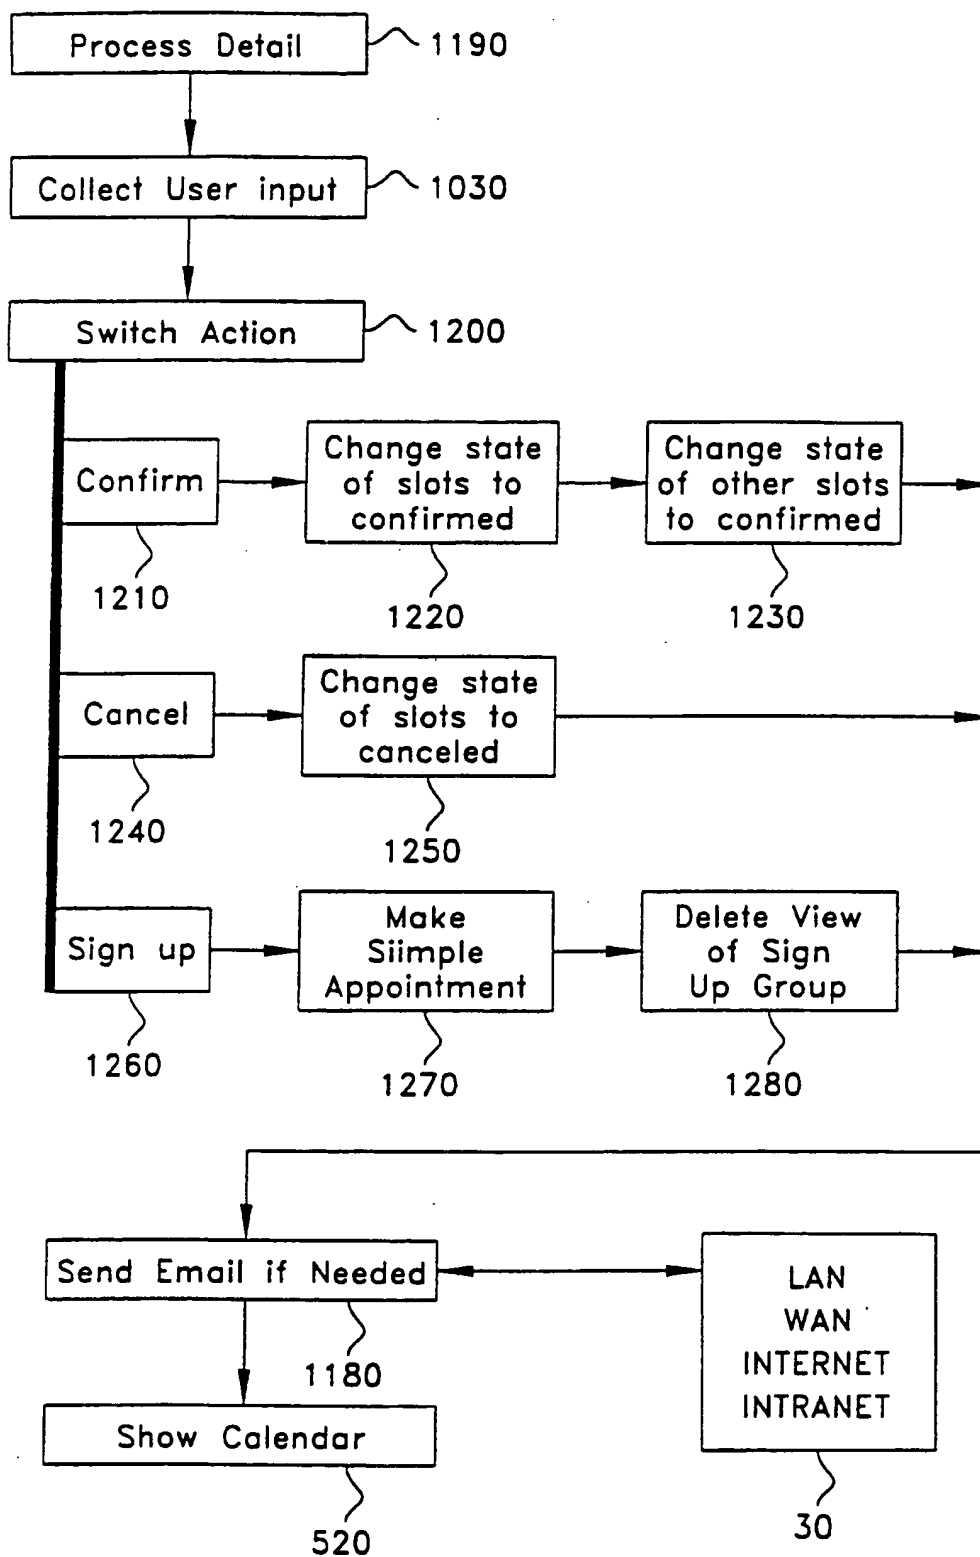 Process Detail
1190
Collect User input
1030
Switch Action
1200
Confirm
1210
Change state
of slots to
confirmed
1220
Change state
of other slots
to confirmed
1230
Cancel
1240
Change state
of slots to
canceled
1250
Sign up
1260
Make
Siimple
Appointment
1270
Delete View
of Sign
Up Group
1280
Send Email if Needed
1180
LAN
WAN
INTERNET
INTRANET
30
Show Calendar
520